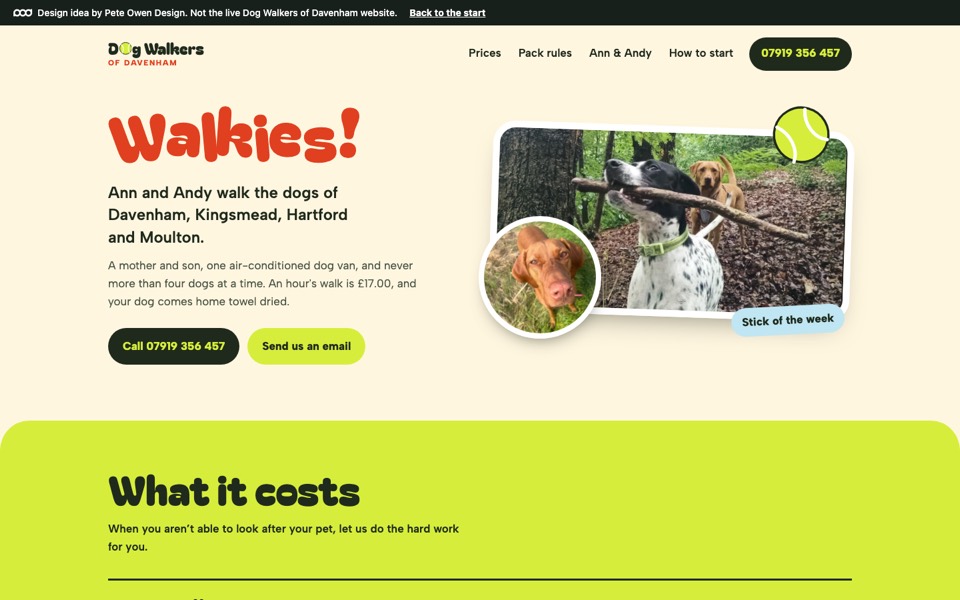 Design idea by Pete Owen Design. Not the live Dog Walkers of Davenham website. Back to the start
Dog Walkers
OF DAVENHAM
Prices Pack rules Ann & Andy How to start 07919 356 457
Walkies!
Ann and Andy walk the dogs of
Davenham, Kingsmead, Hartford
and Moulton.
A mother and son, one air-conditioned dog van, and never
more than four dogs at a time. An hour's walk is £17.00, and
your dog comes home towel dried.
Call 07919 356 457 Send us an email
Stick of the week
What it costs
When you aren’t able to look after your pet, let us do the hard work
for you.